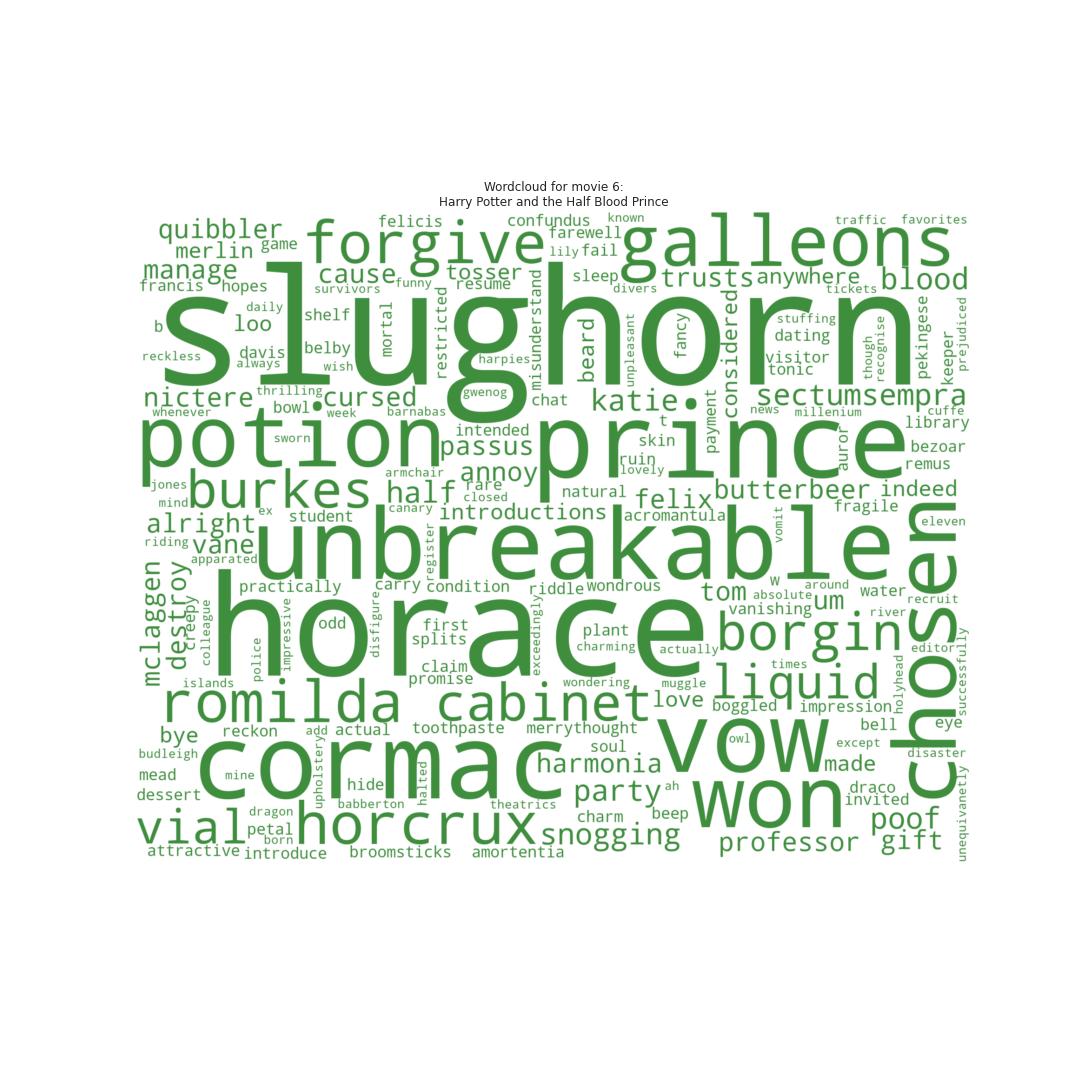 Wordcloud for movie 6:
Harry Potter and the Half Blood Prince
quibbler felicis confundus known traffic favorites
merlin game forgive farewell galleons
lily fail
manage cause tosser sleep trusts anywhere blood
francis hopes survivors funny resume divers tickets
slughorn
daily shelf mortal restricted misunderstand beard unpleasant fancy considered stuffing though recognise pekingese keeper prejudiced
b loo dating
reckless davis belby harpies visitor
always wish tonic
nictere thrilling cursed gwenog chat katie payment sectumsempra
whenever bowl week barnabas news millenium cuffe
potion sworn intended t prince auror library
passus skin bezoar
armchair annoy ruin lovely remus
jones burkes half rare natural felix butterbeer indeed
mind closed
ex canary introductions acromantula fragile
alright student vomit eleven
riding vane unbreakable
apparated register
mclaggen destroy practically carry condition riddle wondrous tom w around water chosen
creepy colleague horace absolute um recruit
impressive odd disfigure first exceedingly plant vanishing river
police splits charming actually borgin editor successfully
claim times
islands promise wondering muggle liquid holyhead
romilda cabinet love boggled impression
bye reckon add actual toothpaste merrythought vow bell eye
budleigh upholstery cormac soul owl except disaster
mead mine hide halted harmonia made
dessert babberton theatrics party ah won draco invited
vial dragon horcrux charm beep poof unequivanetly
petal snogging professor gift
born
attractive introduce broomsticks amortentia